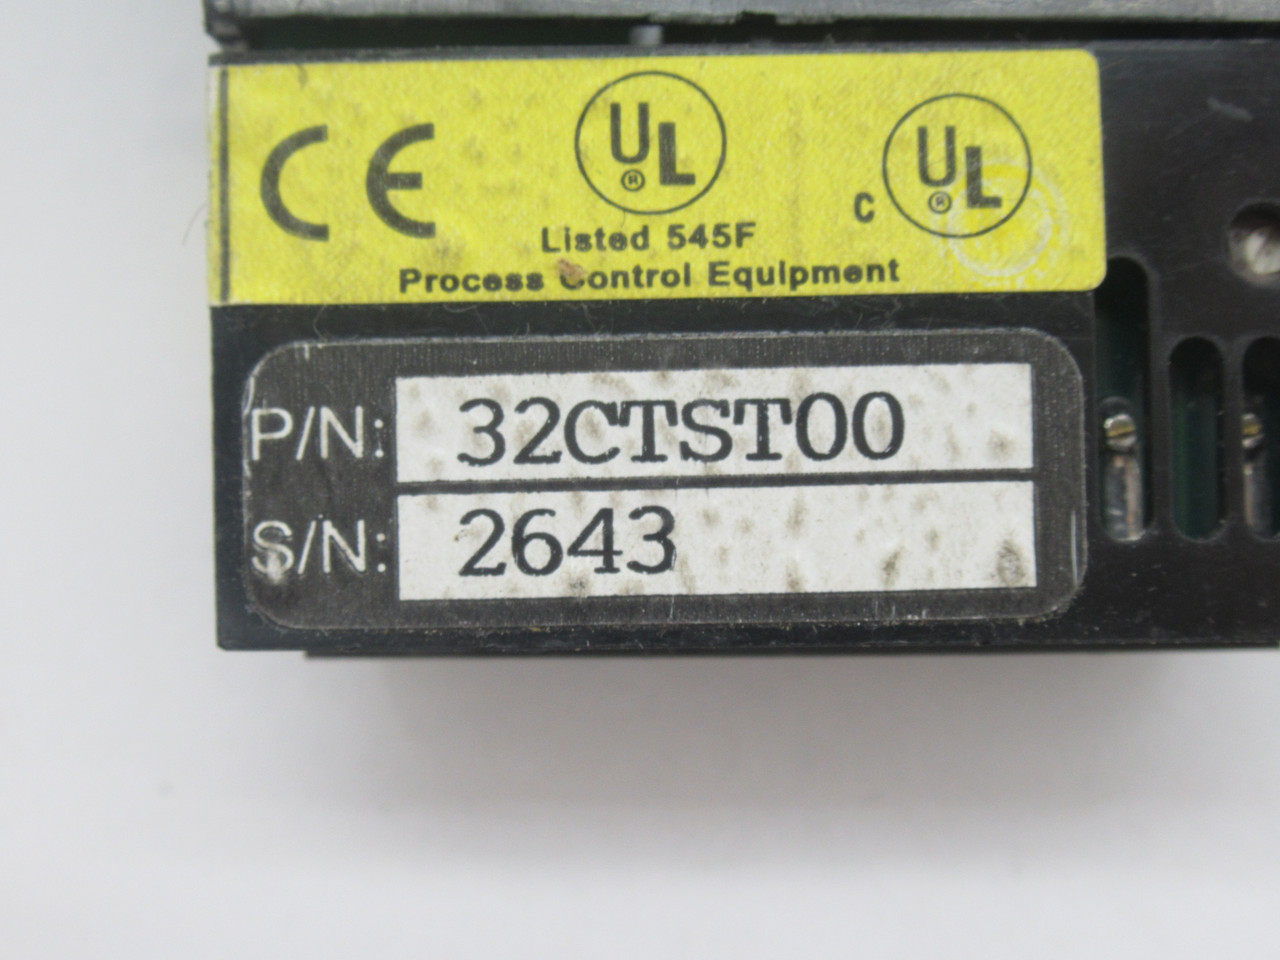 CE UL® C UL®
Listed 545F
Process Control Equipment
P/N: 32CTST00
S/N: 2643